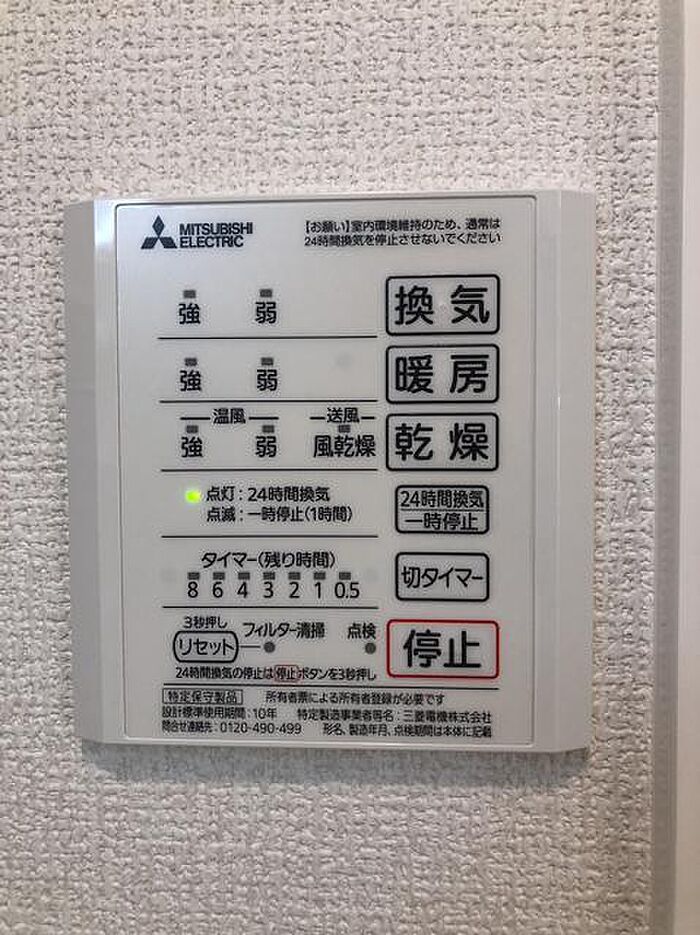 MITSUBISHI
ELECTRIC
【お願い】室内環境維持のため、通常は
24時間換気を停止させないでください
強 弱 換気
強 弱 暖房
温風 送風
強 弱 風乾燥 乾燥
点灯:24時間換気
点滅:一時停止(1時間)
24時間換気
一時停止
タイマー(残り時間)
8 6 4 3 2 1 0.5
切タイマー
3秒押し
リセット フィルター清掃 点検
停止
24時間換気の停止は停止ボタンを3秒押し
特定保守製品 所有者票による所有者登録が必要です
設計標準使用期間:10年 特定製造事業者等名:三菱電機株式会社
問合せ連絡先:0120-490-499 形名、製造年月、点検期間は本体に記載